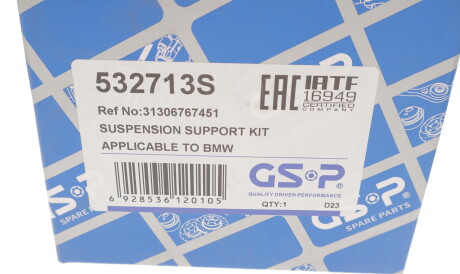 532713S
EAC IATF
16949
CERTIFIED
COMPANY
Ref No:31306767451
SUSPENSION SUPPORT KIT
APPLICABLE TO BMW
GSP®
QUALITY DRIVEN PERFORMANCE
6 928536 120105
QTY:1 D23
GSP
SPARE PARTS
GSP®
SPARE PARTS